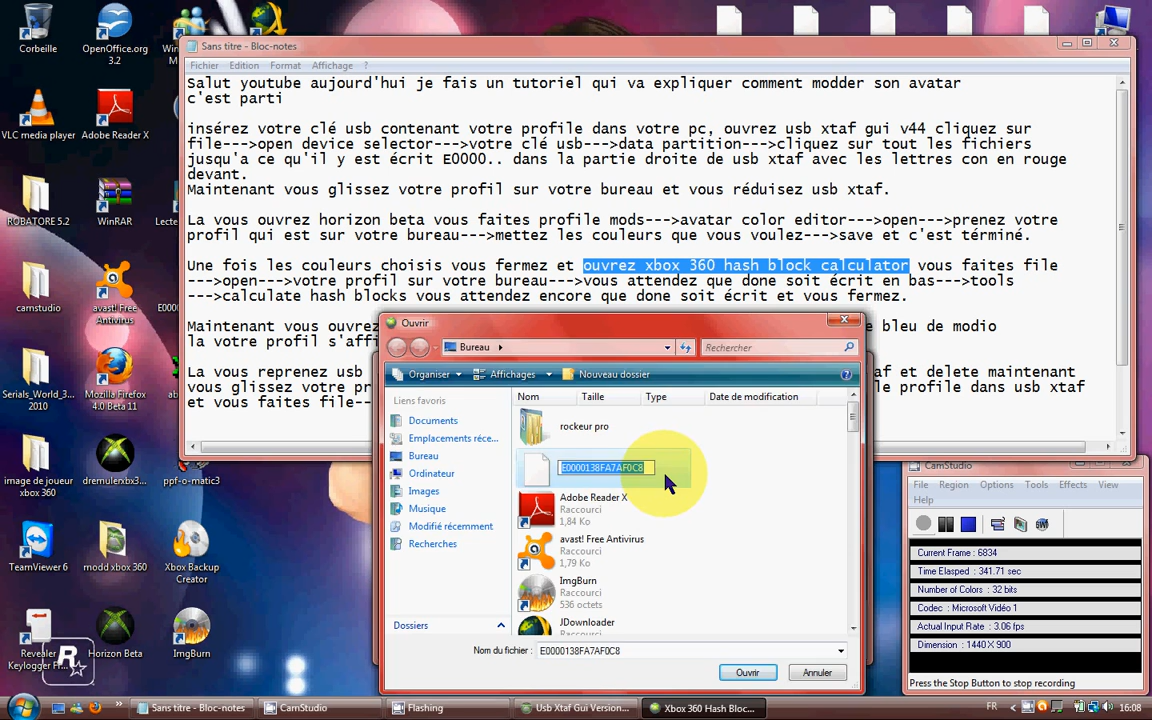 Corbeille
OpenOffice.org
3.2
Win
M
Sans titre - Bloc-notes
Fichier Edition Format Affichage ?
Salut youtube aujourd'hui je fais un tutoriel qui va expliquer comment modder son avatar
c'est parti
insérez votre clé usb contenant votre profile dans votre pc, ouvrez usb xtaf gui v44 cliquez sur
file--->open device selector--->votre clé usb--->data partition--->cliquez sur tout les fichiers
jusqu'a ce qu'il y est écrit E0000.. dans la partie droite de usb xtaf avec les lettres con en rouge
devant.
Maintenant vous glissez votre profil sur votre bureau et vous réduisez usb xtaf.
La vous ouvrez horizon beta vous faites profile mods--->avatar color editor--->open--->prenez votre
profil qui est sur votre bureau--->mettez les couleurs que vous voulez--->save et c'est términé.
Une fois les couleurs choisis vous fermez et ouvrez xbox 360 hash block calculator vous faites file
--->open--->votre profil sur votre bureau--->vous attendez que done soit écrit en bas--->tools
--->calculate hash blocks vous attendez encore que done soit écrit et vous fermez.
Maintenant vous ouvrez
e bleu de modio
la votre profil s'affi
La vous reprenez usb
af et delete maintenant
vous glissez votre pr
le profile dans usb xtaf
et vous faites file--
VLC media player
Adobe Reader X
ROBATORE 5.2
WinRAR
Lecte
camstudio
avast! Free
Antivirus
E0000
Serials_World_3...
2010
Mozilla Firefox
4.0 Beta 11
ab
image de joueur
xbox 360
dremulerxbx3...
ppf-o-matic3
TeamViewer 6
modd xbox 360
Xbox Backup
Creator
Revealer
Keylogger Fr...
Horizon Beta
ImgBurn
R
Ouvrir
Bureau
Rechercher
Organiser
Affichages
Nouveau dossier
Liens favoris
Documents
Emplacements réce...
Bureau
Ordinateur
Images
Musique
Modifié récemment
Recherches
Dossiers
Nom Taille Type Date de modification
rockeur pro
E0000138FA7AF0C8
Adobe Reader X
Raccourci
1,84 Ko
avast! Free Antivirus
Raccourci
1,79 Ko
ImgBurn
Raccourci
536 octets
JDownloader
Raccourci
Nom du fichier : E0000138FA7AF0C8
Ouvrir
Annuler
CamStudio
File Region Options Tools Effects View
Help
Current Frame : 6834
Time Elasped : 341.71 sec
Number of Colors : 32 bits
Codec : Microsoft Vidéo 1
Actual Input Rate : 3.06 fps
Dimension : 1440 X 900
Press the Stop Button to stop recording
Sans titre - Bloc-notes
CamStudio
Flashing
Usb Xtaf Gui Version...
Xbox 360 Hash Bloc...
FR
16:08